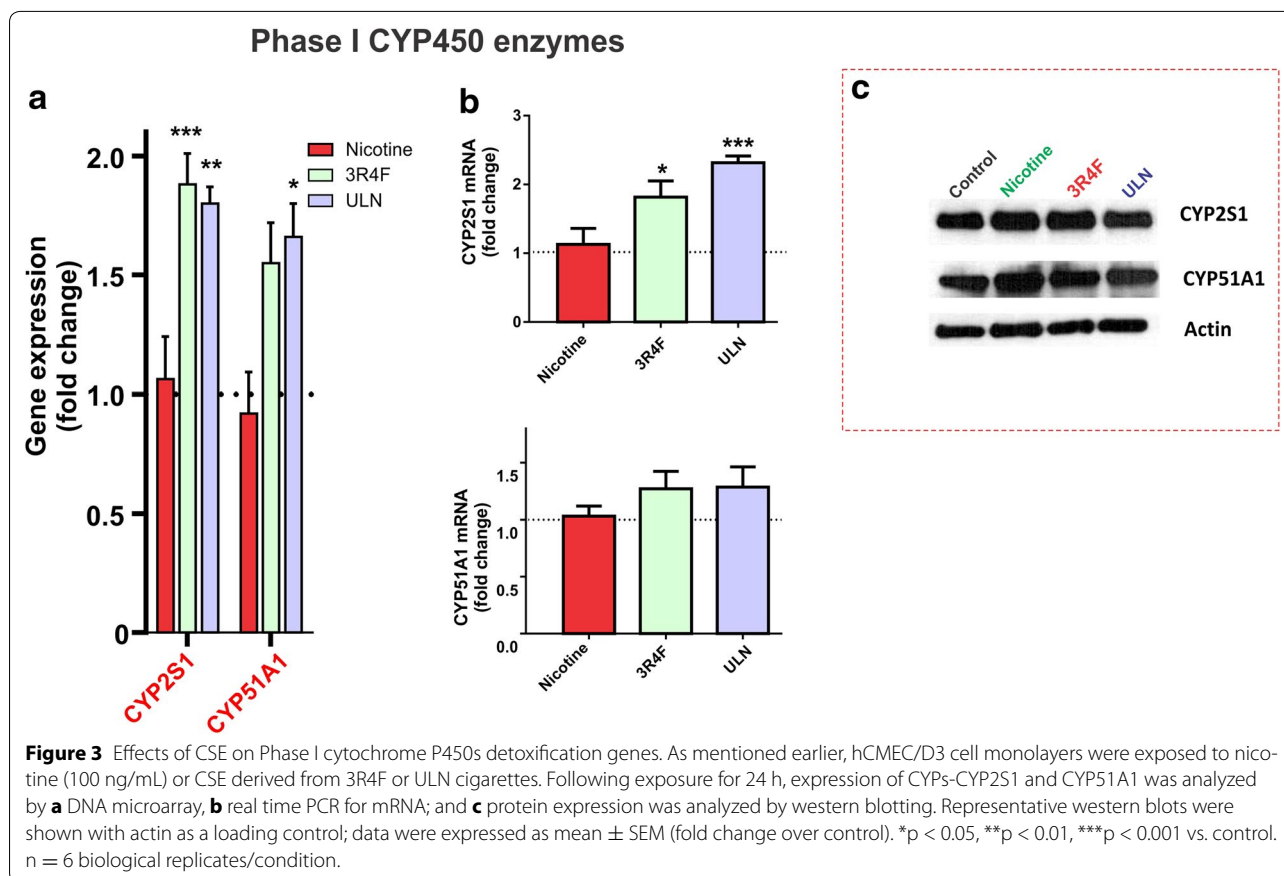 Phase I CYP450 enzymes
a
Gene expression
(fold change)
2.0
1.5
1.0
0.5
0
***
**
*
Nicotine
3R4F
ULN
CYP2S1
CYP51A1
b
CYP2S1 mRNA
(fold change)
3
2
1
0
*
***
Nicotine
3R4F
ULN
CYP51A1 mRNA
(fold change)
1.5
1.0
0.5
0.0
Nicotine
3R4F
ULN
c
Control
Nicotine
3R4F
ULN
CYP2S1
CYP51A1
Actin
Figure 3 Effects of CSE on Phase I cytochrome P450s detoxification genes. As mentioned earlier, hCMEC/D3 cell monolayers were exposed to nico-
tine (100 ng/mL) or CSE derived from 3R4F or ULN cigarettes. Following exposure for 24 h, expression of CYPs-CYP2S1 and CYP51A1 was analyzed
by a DNA microarray, b real time PCR for mRNA; and c protein expression was analyzed by western blotting. Representative western blots were
shown with actin as a loading control; data were expressed as mean ± SEM (fold change over control). *p < 0.05, **p < 0.01, ***p < 0.001 vs. control.
n = 6 biological replicates/condition.